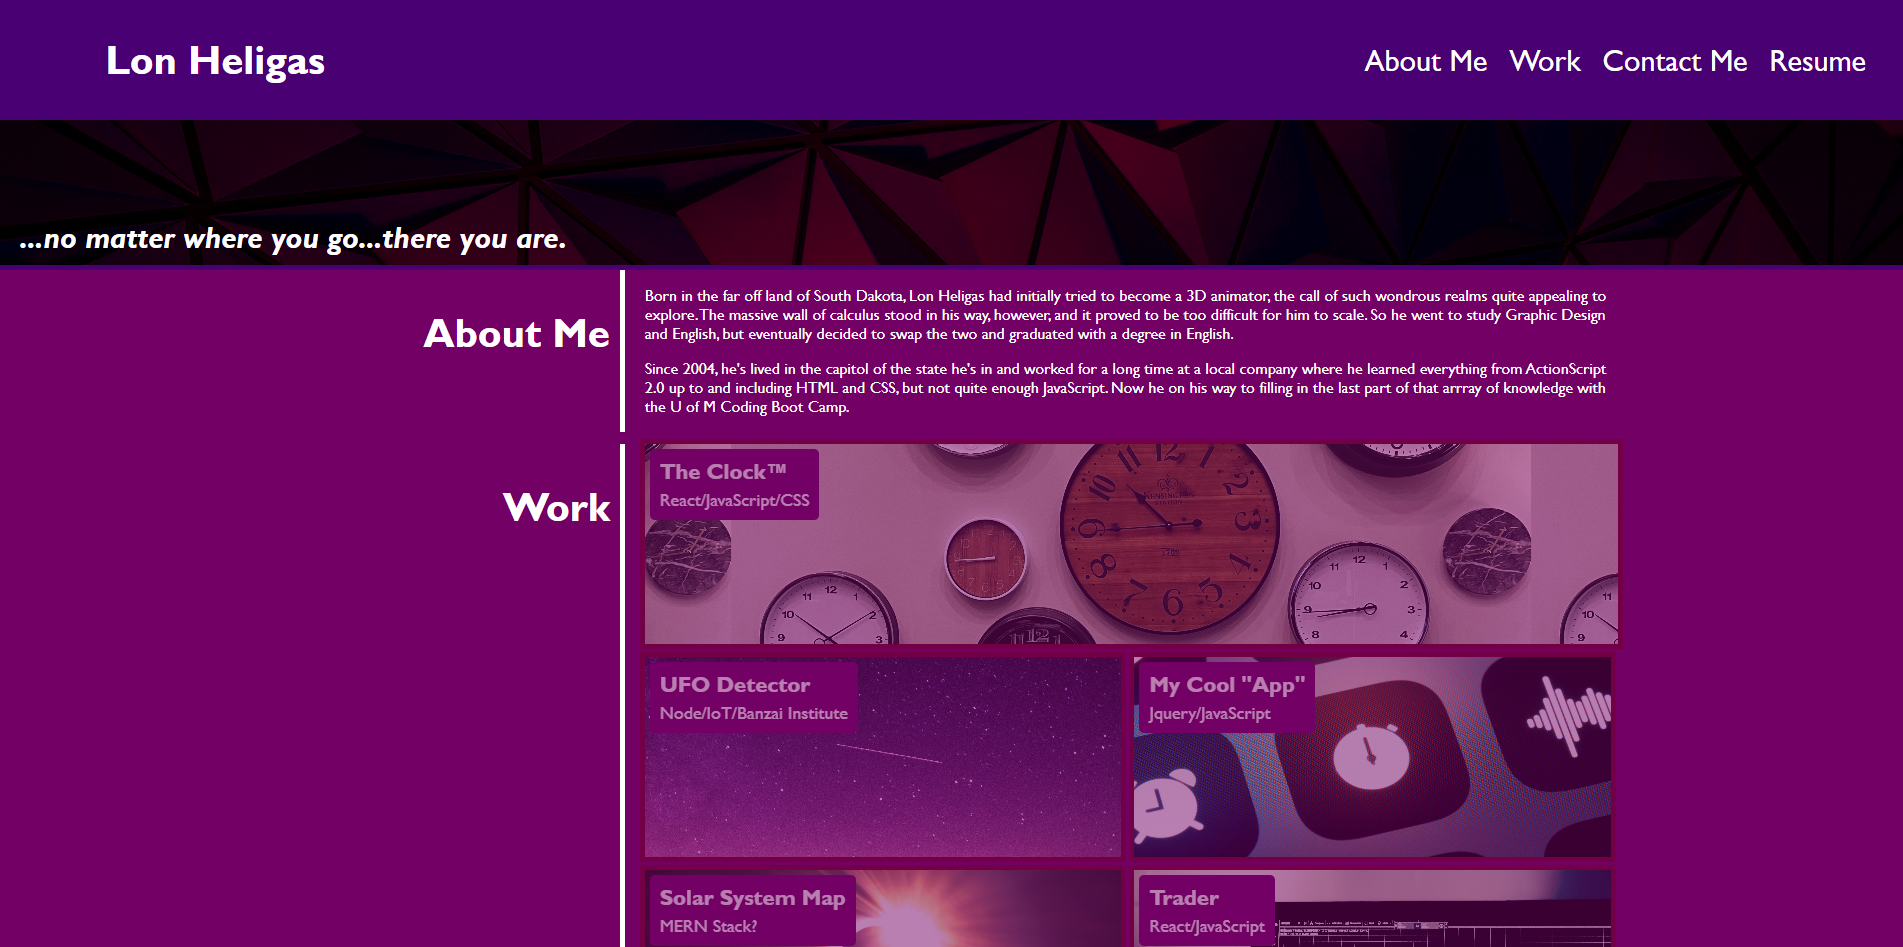 Lon Heligas
About Me Work Contact Me Resume
...no matter where you go...there you are.
About Me
Born in the far off land of South Dakota, Lon Heligas had initially tried to become a 3D animator, the call of such wondrous realms quite appealing to
explore. The massive wall of calculus stood in his way, however, and it proved to be too difficult for him to scale. So he went to study Graphic Design
and English, but eventually decided to swap the two and graduated with a degree in English.
Since 2004, he's lived in the capitol of the state he's in and worked for a long time at a local company where he learned everything from ActionScript
2.0 up to and including HTML and CSS, but not quite enough JavaScript. Now he on his way to filling in the last part of that arrray of knowledge with
the U of M Coding Boot Camp.
Work
The Clock™
React/JavaScript/CSS
UFO Detector
Node/IoT/Banzai Institute
My Cool "App"
Jquery/JavaScript
Solar System Map
MERN Stack?
Trader
React/JavaScript